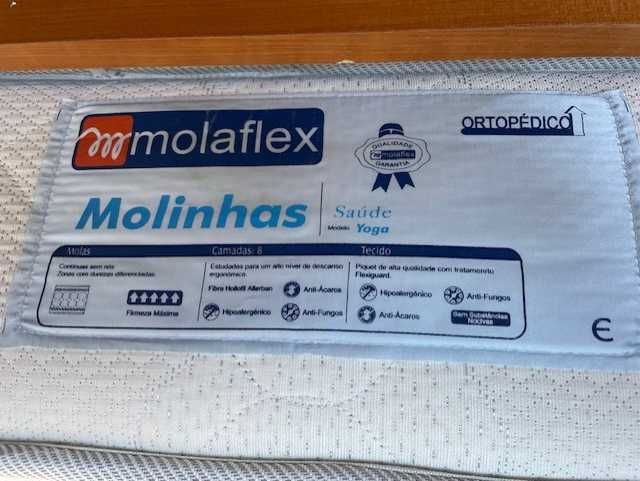 molaflex
QUALIDADE
molaflex
GARANTIA
ORTOPÉDICO
Molinhas
Saúde
Modelo Yoga
Molas
Continuas sem nós
Zonas com durezas diferenciadas.
Firmeza Máxima
Camadas: 8
Estudadas para um alto nível de descanso
ergonómico.
Fibra Hollofil Allerban
Anti-Ácaros
Hipoalergénico
Anti-Fungos
Tecido
Piquet de alta qualidade com tratamento
Flexiguard.
Hipoalergénico
Anti-Fungos
Anti-Ácaros
Sem Substâncias
Nocivas
€